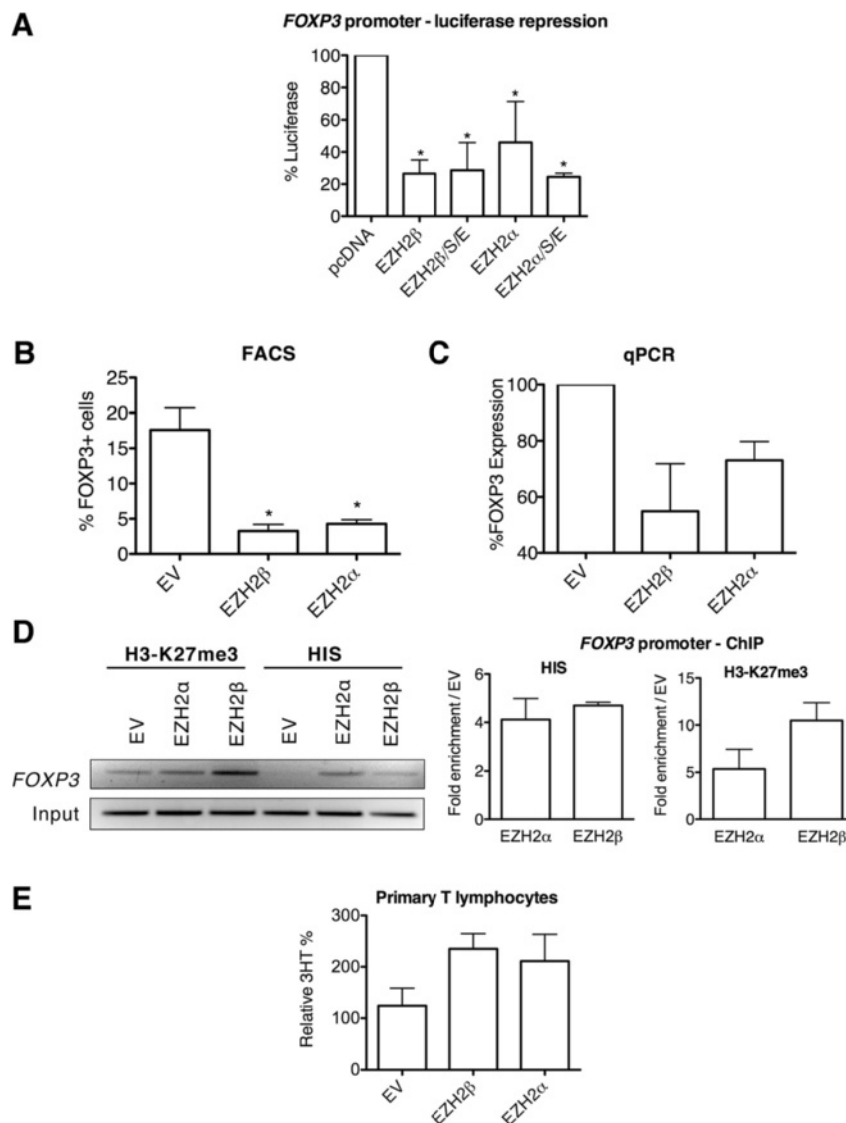 A
FOXP3 promoter - luciferase repression
% Luciferase
100
80
60
40
20
0
* * * *
pcDNA EZH2β EZH2β/S/E EZH2α EZH2α/S/E
B
FACS
% FOXP3+ cells
25
20
15
10
5
0
* *
EV EZH2β EZH2α
C
qPCR
%FOXP3 Expression
100
80
60
40
EV EZH2β EZH2α
D
H3-K27me3 HIS
EV EZH2α EZH2β EV EZH2α EZH2β
FOXP3
Input
FOXP3 promoter - ChIP
HIS
Fold enrichment / EV
6
4
2
0
EZH2α EZH2β
H3-K27me3
Fold enrichment / EV
15
10
5
0
EZH2α EZH2β
E
Primary T lymphocytes
Relative 3HT %
300
200
100
0
EV EZH2β EZH2α